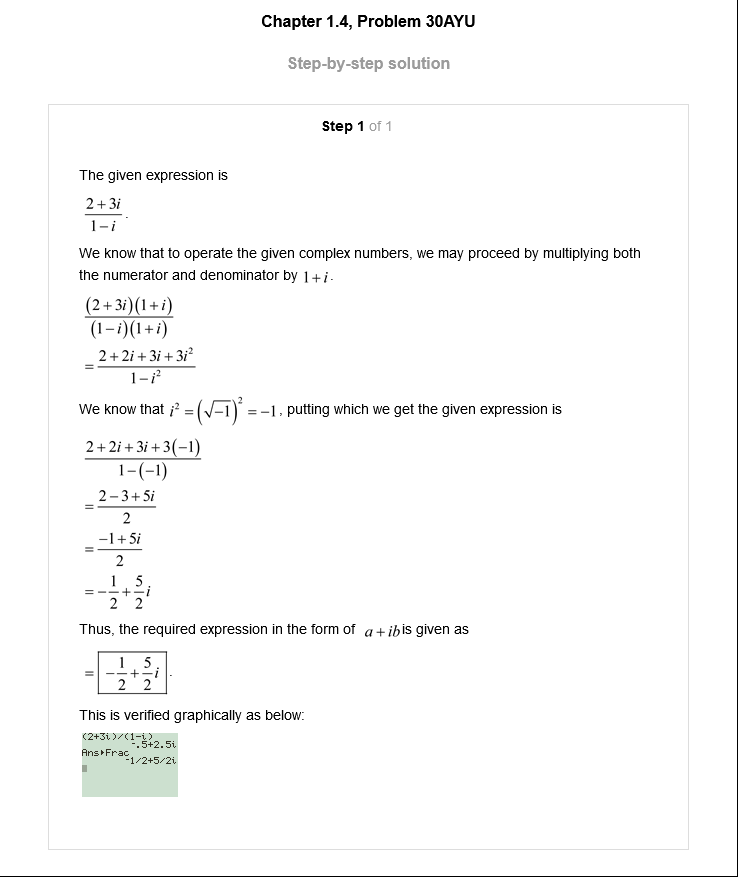 Chapter 1.4, Problem 30AYU
Step-by-step solution
Step 1 of 1
The given expression is
\frac{2+3i}{1-i}.
We know that to operate the given complex numbers, we may proceed by multiplying both
the numerator and denominator by 1+i.
\frac{(2+3i)(1+i)}{(1-i)(1+i)}
=\frac{2+2i+3i+3i^2}{1-i^2}
We know that i^2=(\sqrt{-1})^2=-1, putting which we get the given expression is
\frac{2+2i+3i+3(-1)}{1-(-1)}
=\frac{2-3+5i}{2}
=\frac{-1+5i}{2}
=-\frac{1}{2}+\frac{5}{2}i
Thus, the required expression in the form of a+ib is given as
=\boxed{-\frac{1}{2}+\frac{5}{2}i}.
This is verified graphically as below:
(2+3i)/(1-i)
-.5+2.5i
Ans▸Frac
-1/2+5/2i